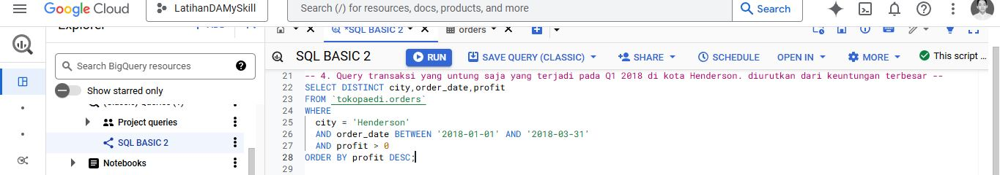 Google Cloud LatihanDAMySkill Search (/) for resources, docs, products, and more Search
Explorer
*SQL BASIC 2 orders
SQL BASIC 2 RUN SAVE QUERY (CLASSIC) SHARE SCHEDULE OPEN IN MORE This script ...
Search BigQuery resources
Show starred only
(Classic) Queries (1)
Project queries
SQL BASIC 2
Notebooks
21 -- 4. Query transaksi yang untung saja yang terjadi pada Q1 2018 di kota Henderson. diurutkan dari keuntungan terbesar --
22 SELECT DISTINCT city,order_date,profit
23 FROM `tokopaedi.orders`
24 WHERE
25 city = 'Henderson'
26 AND order_date BETWEEN '2018-01-01' AND '2018-03-31'
27 AND profit > 0
28 ORDER BY profit DESC;
29